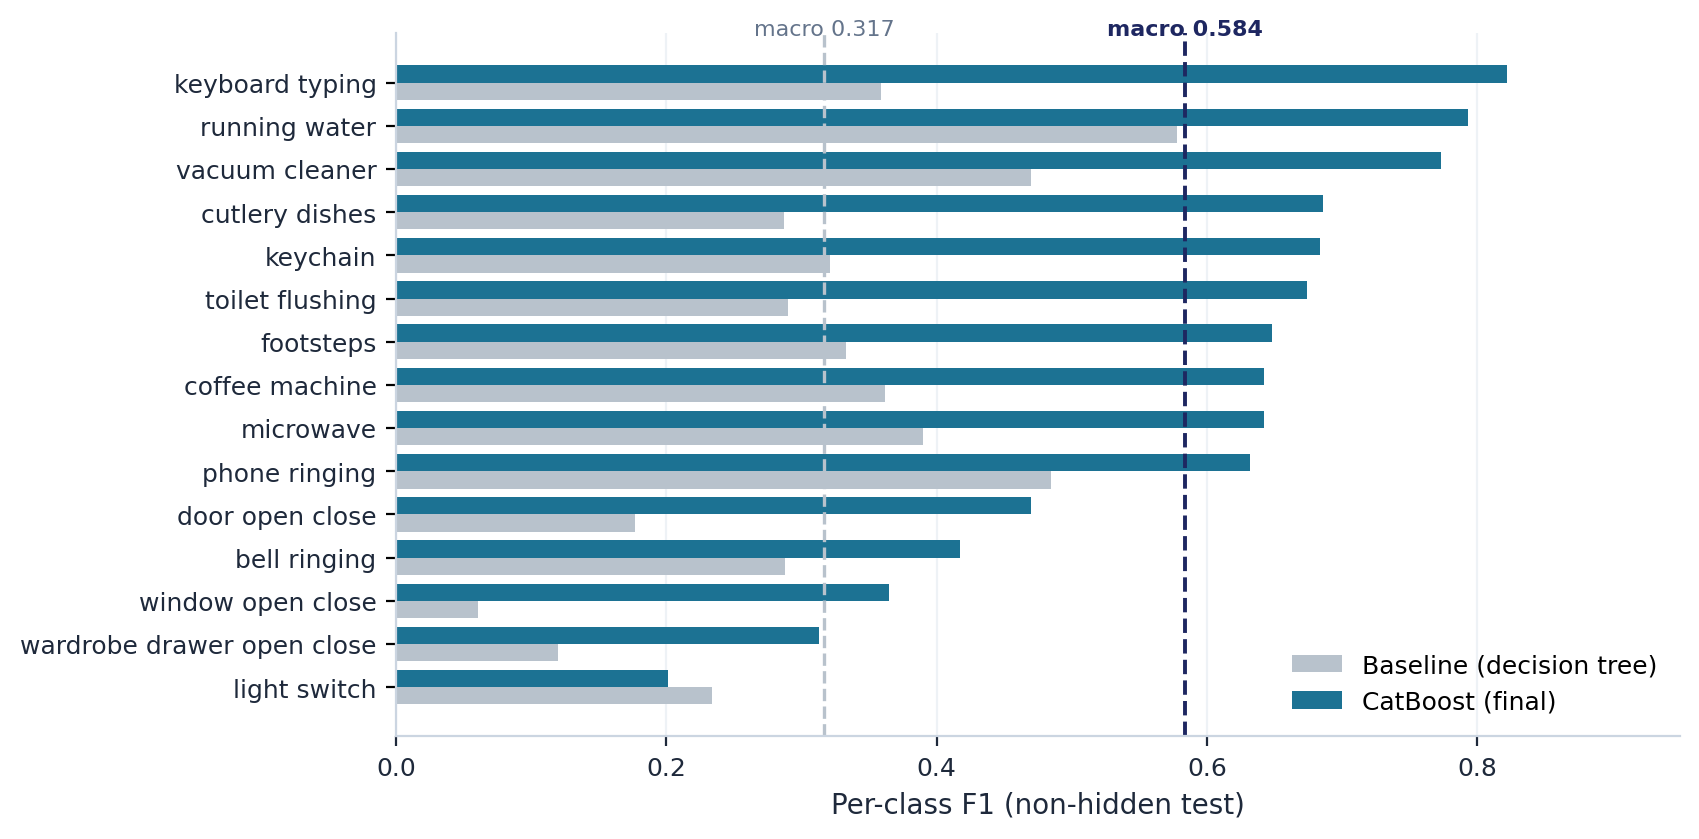 macro 0.317
macro 0.584
keyboard typing
running water
vacuum cleaner
cutlery dishes
keychain
toilet flushing
footsteps
coffee machine
microwave
phone ringing
door open close
bell ringing
window open close
wardrobe drawer open close
light switch
Baseline (decision tree)
CatBoost (final)
0.0 0.2 0.4 0.6 0.8
Per-class F1 (non-hidden test)